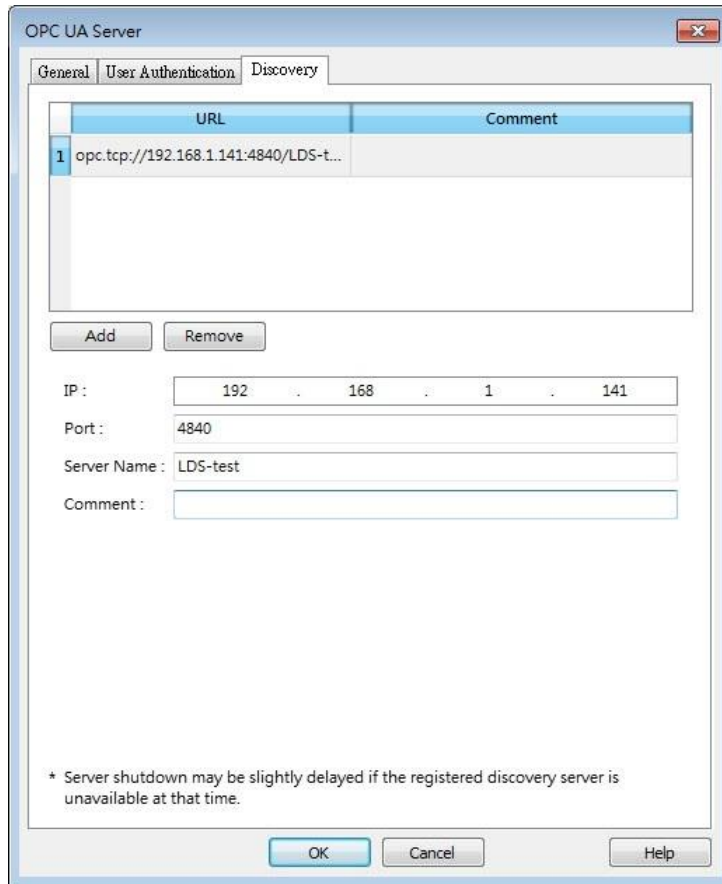 OPC UA Server
General User Authentication Discovery
URL Comment
1 opc.tcp://192.168.1.141:4840/LDS-t...
Add Remove
IP : 192 . 168 . 1 . 141
Port : 4840
Server Name : LDS-test
Comment :
* Server shutdown may be slightly delayed if the registered discovery server is
unavailable at that time.
OK Cancel Help